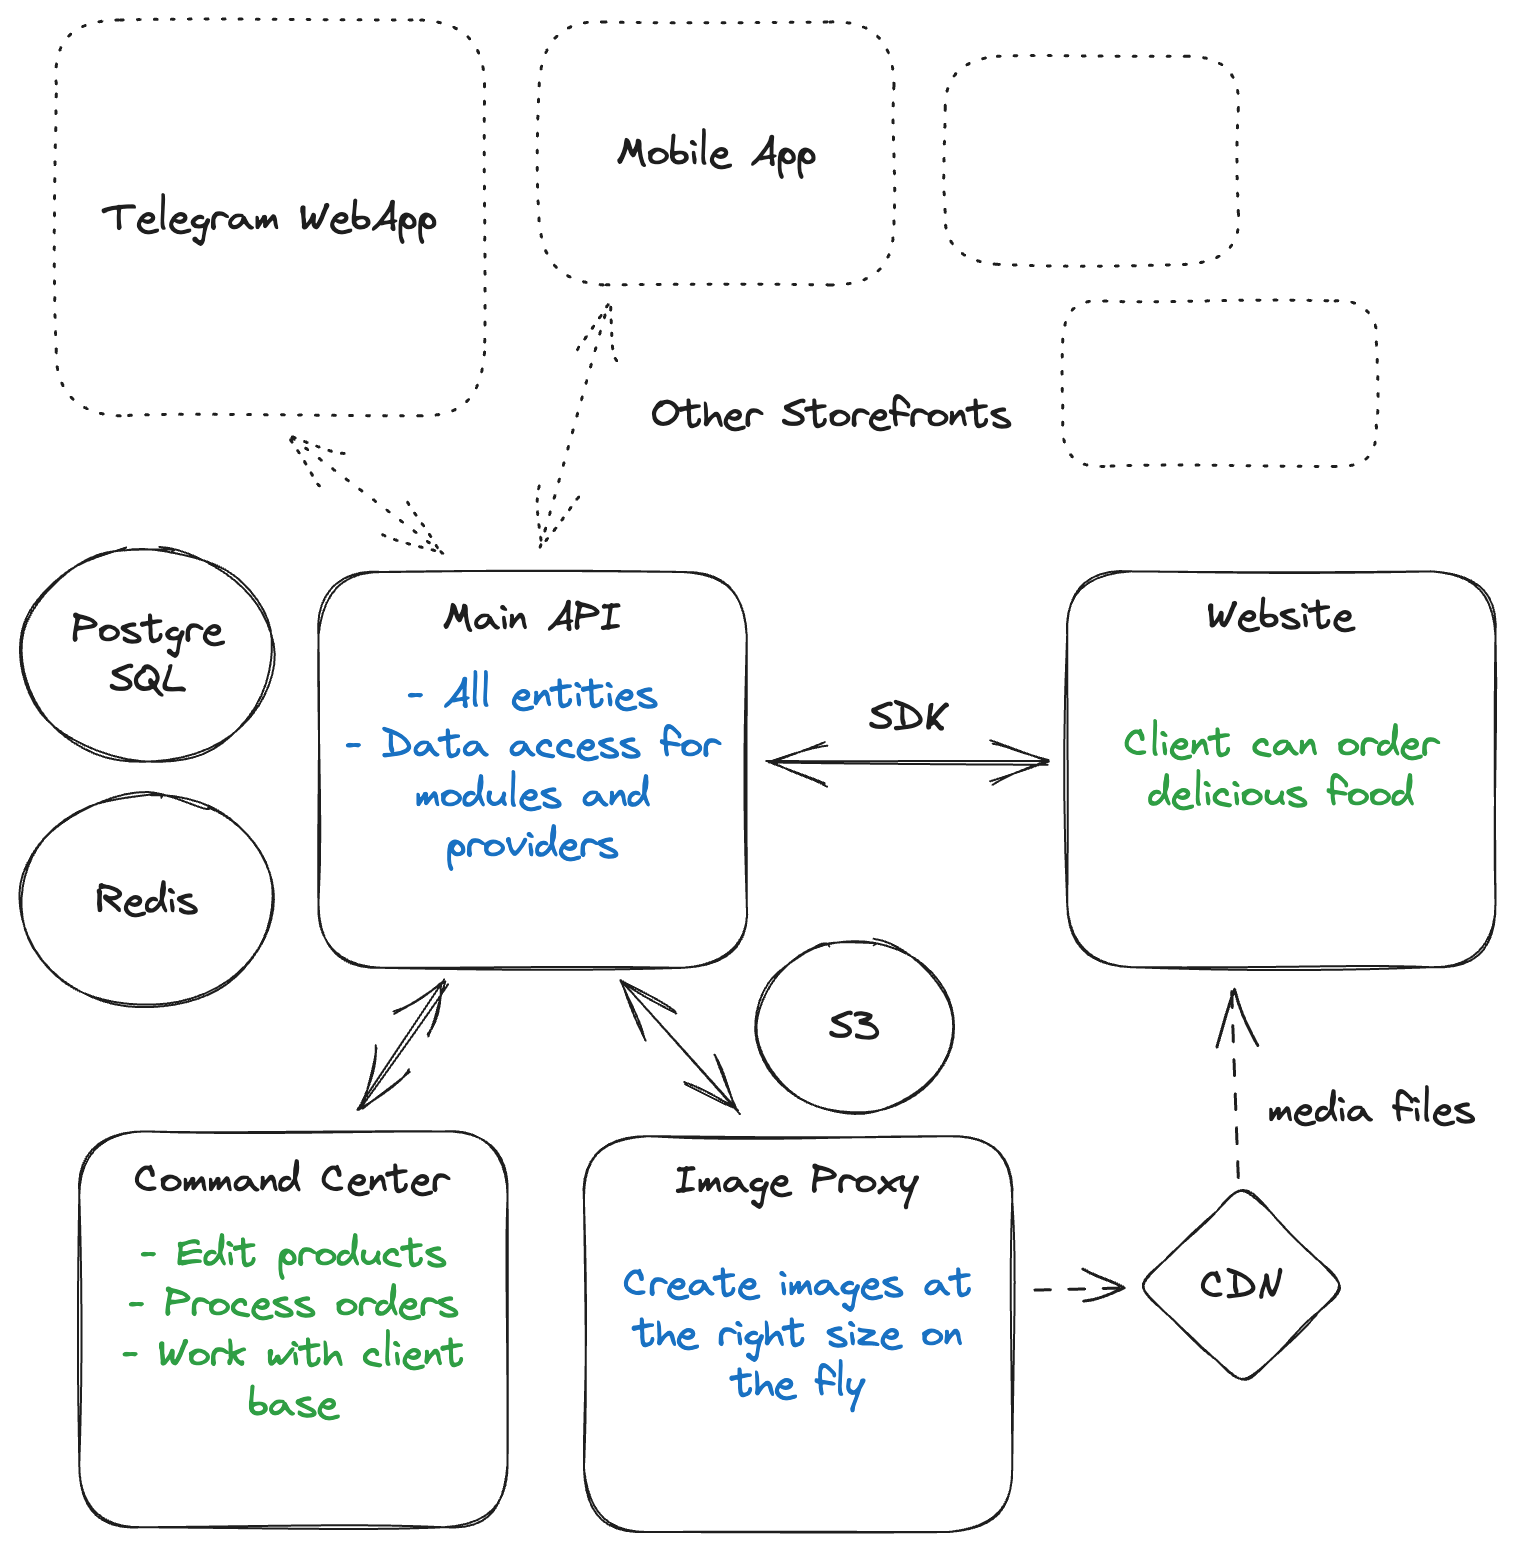 Telegram WebApp
Mobile App
Other Storefronts
Postgre
SQL
Redis
Main API
- All entities
- Data access for
modules and
providers
SDK
Website
Client can order
delicious food
S3
media files
Command Center
- Edit products
- Process orders
- Work with client
base
Image Proxy
Create images at
the right size on
the fly
CDN